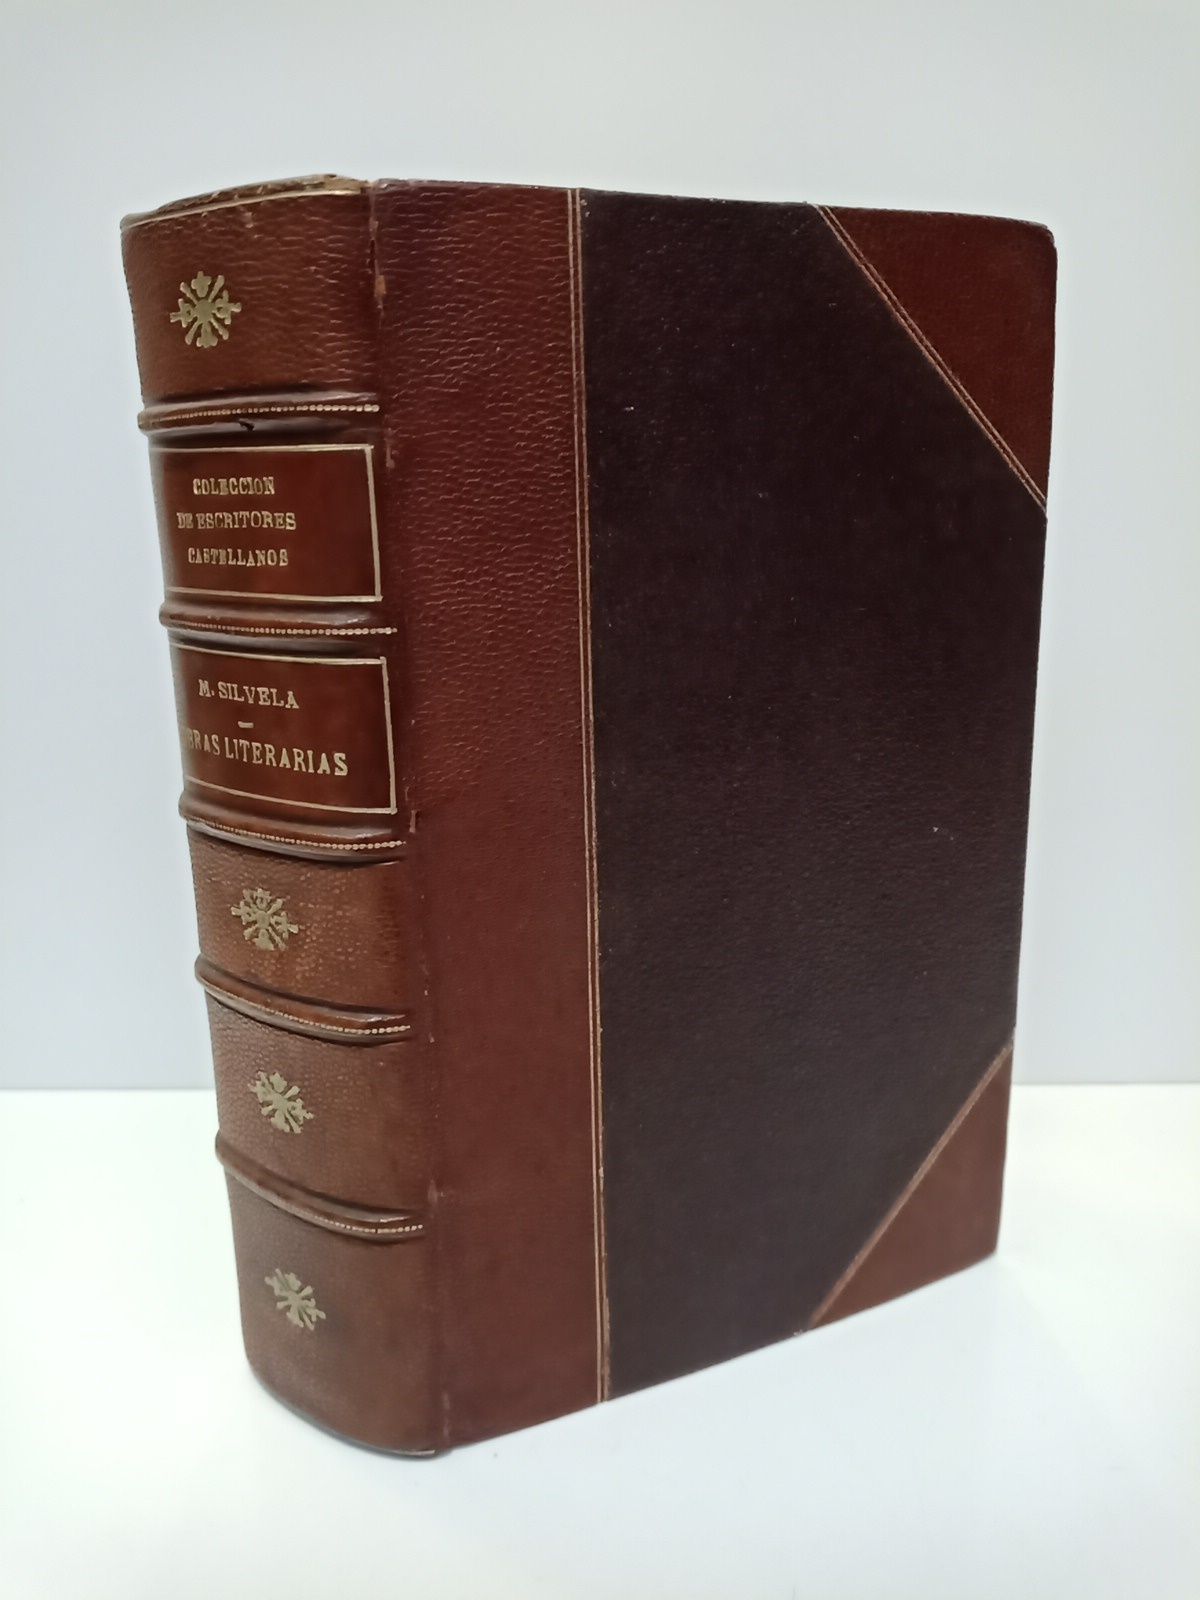 COLECCION
DE ESCRITORES
CASTELLANOS
M. SILVELA
OBRAS LITERARIAS